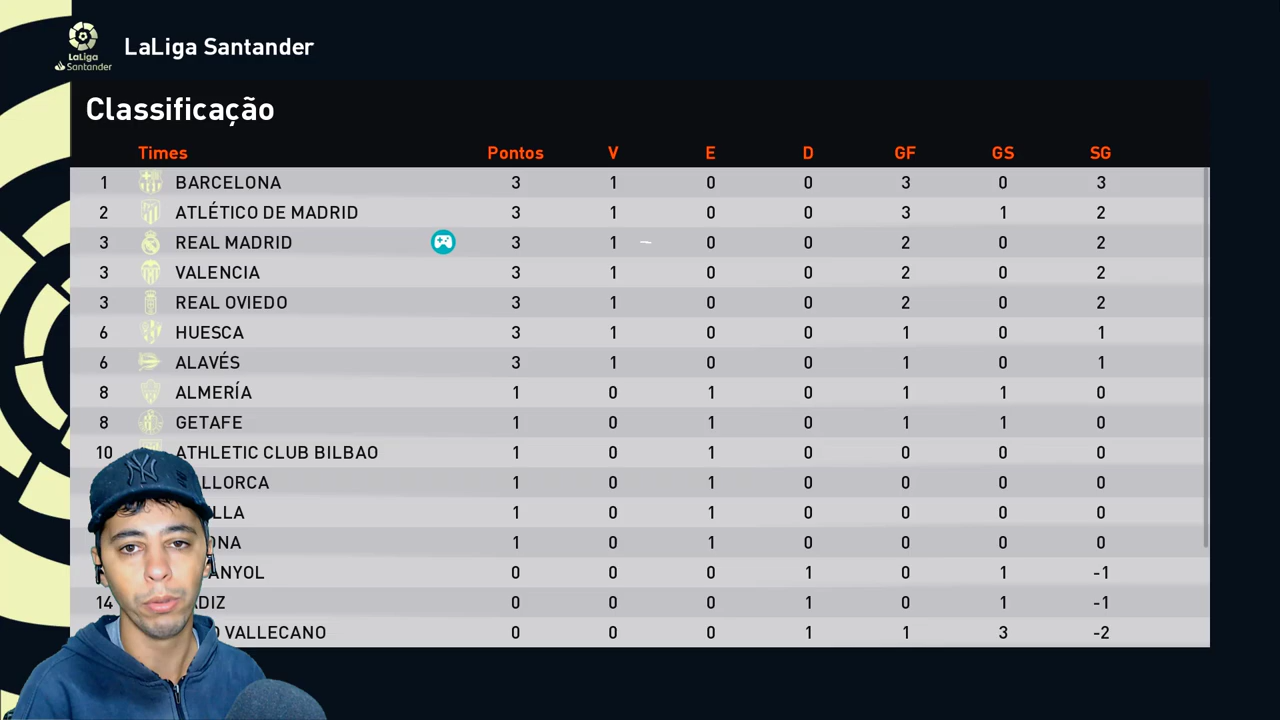 LaLiga Santander
LaLiga
Santander
Classificação
Times Pontos V E D GF GS SG
1 BARCELONA 3 1 0 0 3 0 3
2 ATLÉTICO DE MADRID 3 1 0 0 3 1 2
3 REAL MADRID 3 1 0 0 2 0 2
3 VALENCIA 3 1 0 0 2 0 2
3 REAL OVIEDO 3 1 0 0 2 0 2
6 HUESCA 3 1 0 0 1 0 1
6 ALAVÉS 3 1 0 0 1 0 1
8 ALMERÍA 1 0 1 0 1 1 0
8 GETAFE 1 0 1 0 1 1 0
10 ATHLETIC CLUB BILBAO 1 0 1 0 0 0 0
LLORCA 1 0 1 0 0 0 0
LLA 1 0 1 0 0 0 0
ONA 1 0 1 0 0 0 0
ANYOL 0 0 0 1 0 1 -1
14 DIZ 0 0 0 1 0 1 -1
VALLECANO 0 0 0 1 1 3 -2
NY